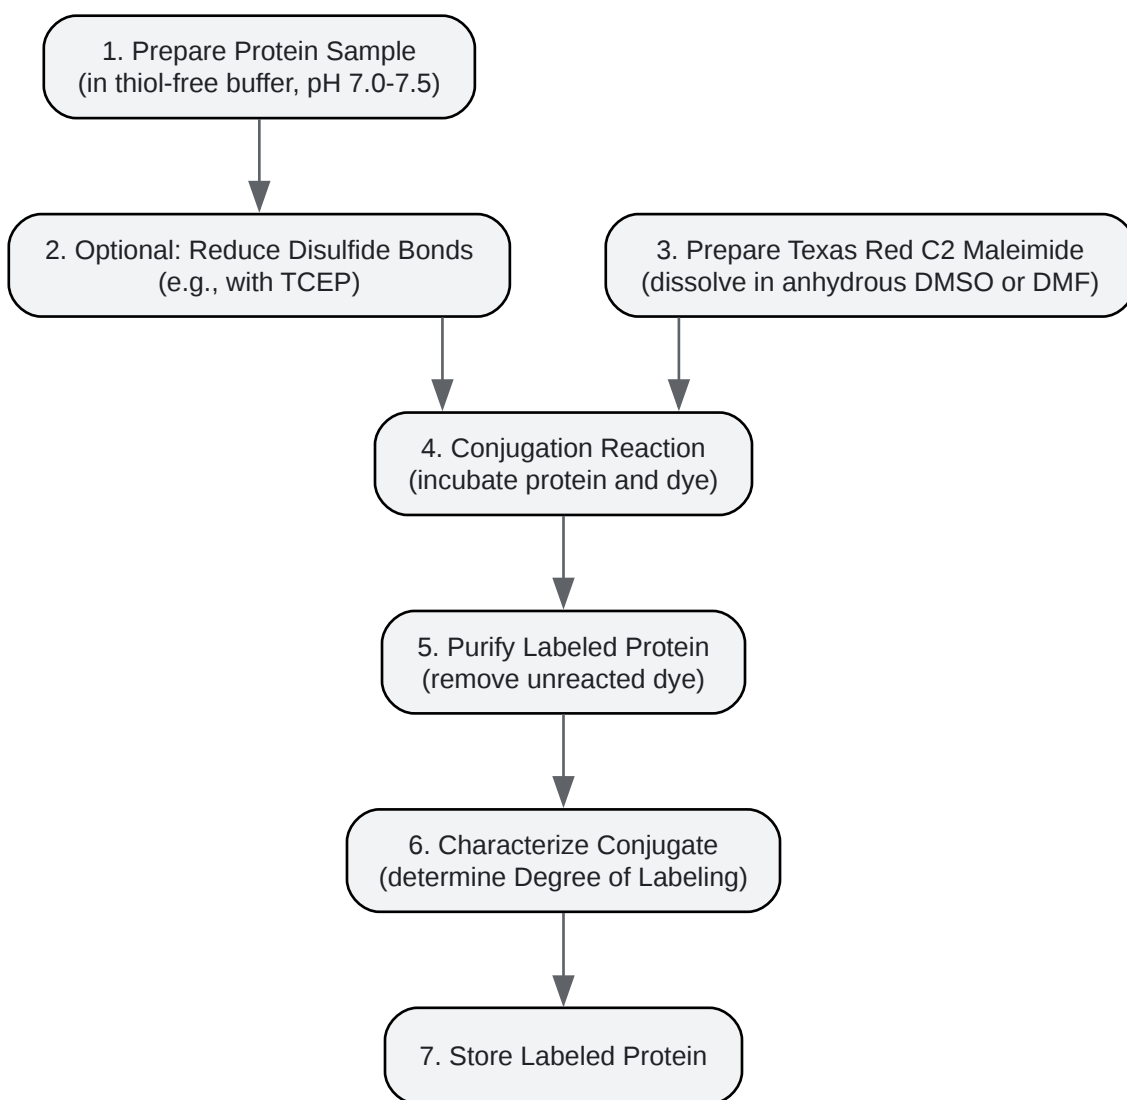 1. Prepare Protein Sample
(in thiol-free buffer, pH 7.0-7.5)
2. Optional: Reduce Disulfide Bonds
(e.g., with TCEP)
3. Prepare Texas Red C2 Maleimide
(dissolve in anhydrous DMSO or DMF)
4. Conjugation Reaction
(incubate protein and dye)
5. Purify Labeled Protein
(remove unreacted dye)
6. Characterize Conjugate
(determine Degree of Labeling)
7. Store Labeled Protein